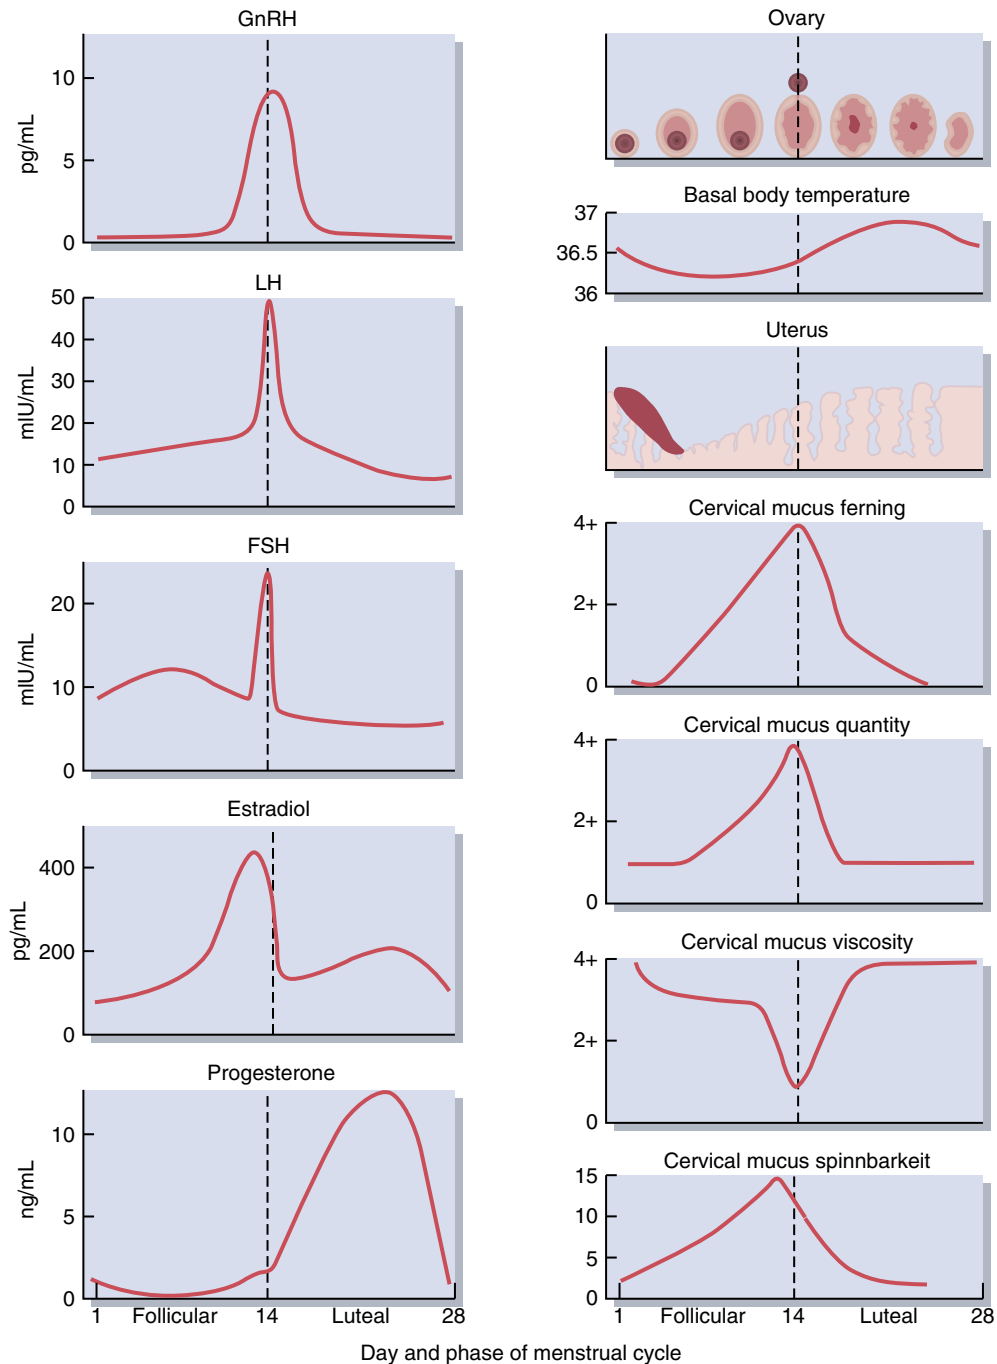 GnRH
10
5
0
pg/mL
LH
50
40
30
20
10
0
mIU/mL
FSH
20
10
0
mIU/mL
Estradiol
400
200
0
pg/mL
Progesterone
10
5
0
ng/mL
1 Follicular 14 Luteal 28
Ovary
Basal body temperature
37
36.5
36
Uterus
Cervical mucus ferning
4+
2+
0
Cervical mucus quantity
4+
2+
0
Cervical mucus viscosity
4+
2+
0
Cervical mucus spinnbarkeit
15
10
5
0
1 Follicular 14 Luteal 28
Day and phase of menstrual cycle